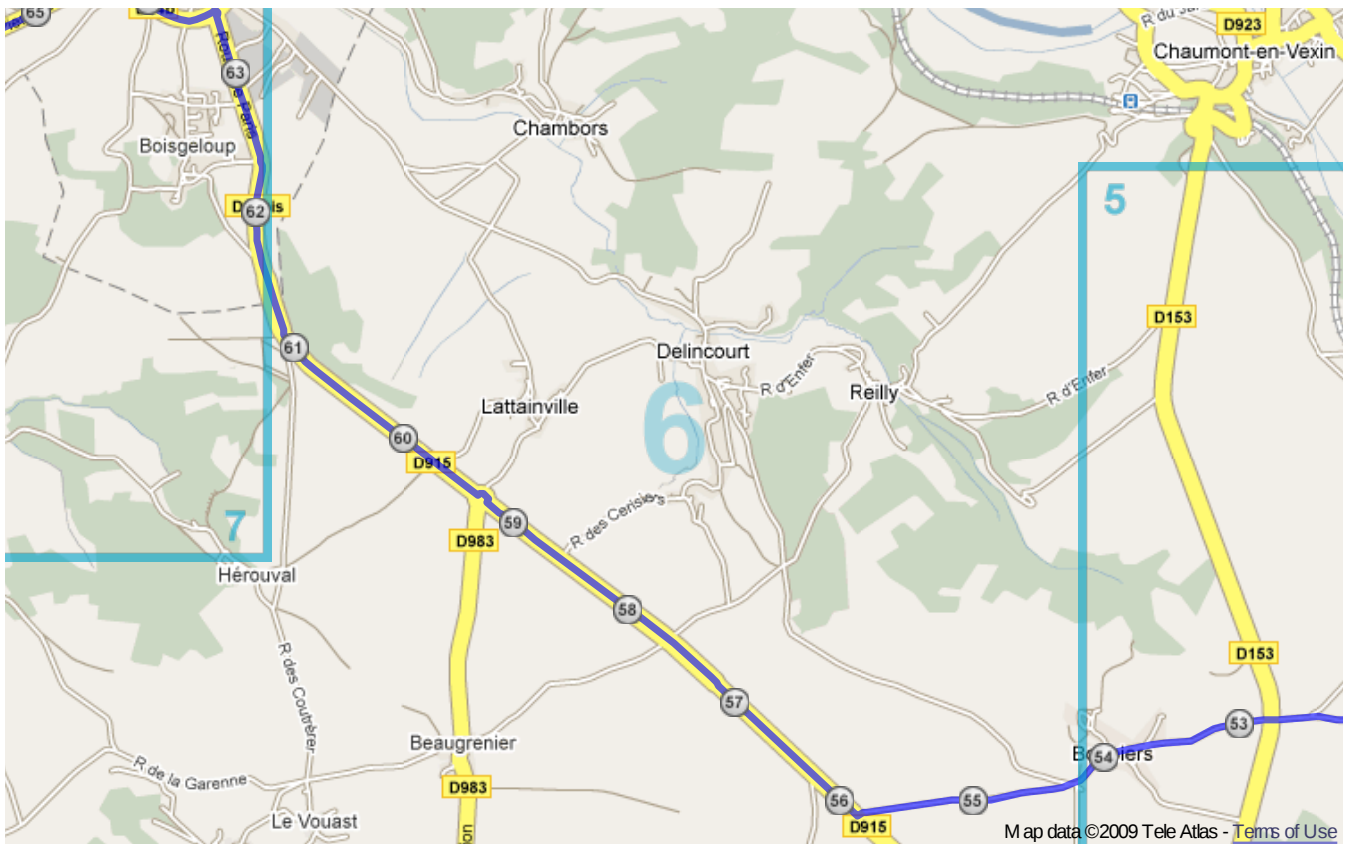 65
D923
R du
Chaumont-en-Vexin
63
Chambors
Boisgeloup
5
62
D153
61
Delincourt
R d'Enfer
Reilly
R d'Enfer
Lattainville
6
60
D915
59
R des Cerisiers
7
D983
Hérouval
58
R des Coutrêrer
D153
57
53
Beaugrenier
54
R de la Garenne
D983
56
55
Le Vouast
D915
Map data ©2009 Tele Atlas - Terms of Use